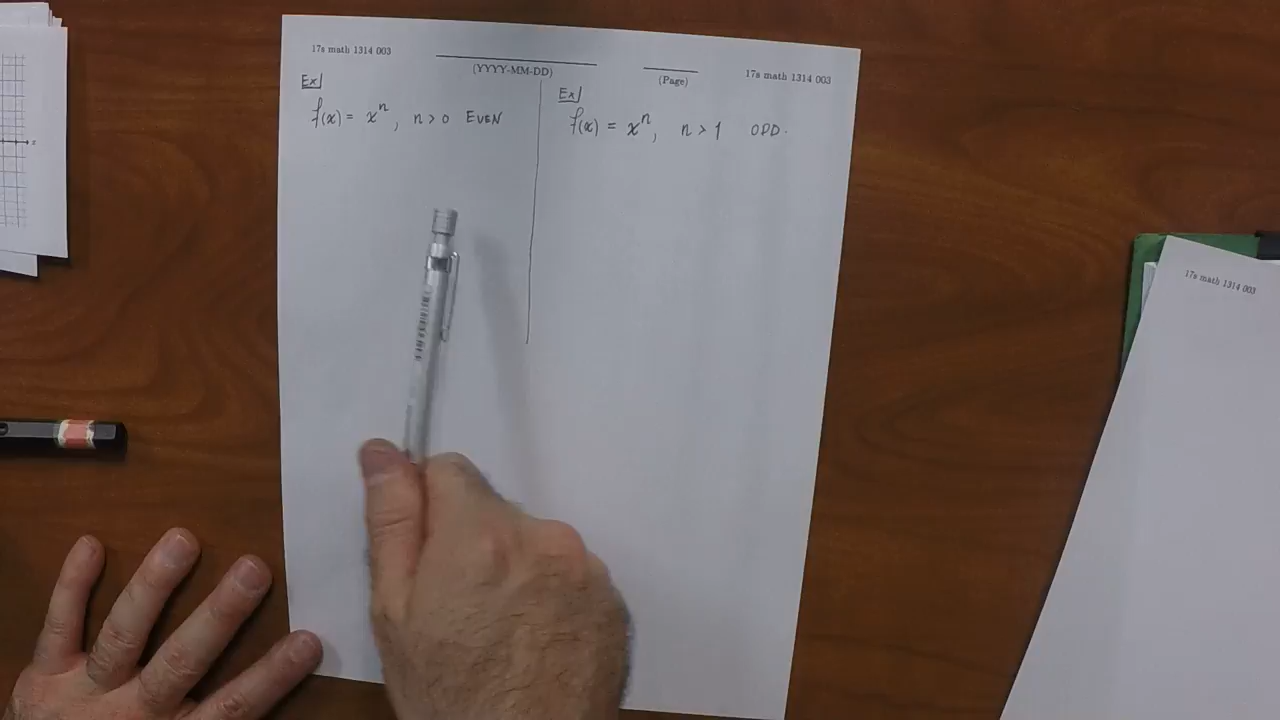 17s math 1314 003
(YYYY-MM-DD)
(Page)
17s math 1314 003
Ex|
f(x) = x^n, n > 0 EVEN
Ex|
f(x) = x^n, n > 1 ODD.
x
17s math 1314 003